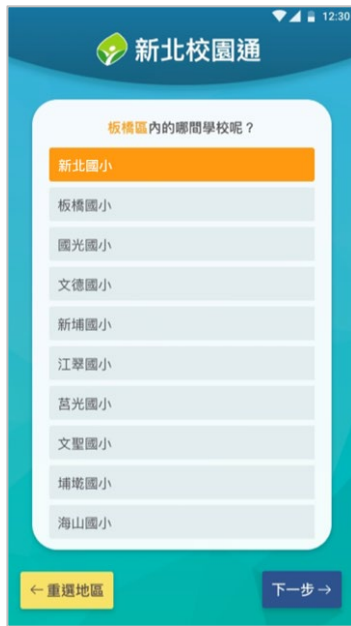 12:30
新北校園通
板橋區內的哪間學校呢？
新北國小
板橋國小
國光國小
文德國小
新埔國小
江翠國小
莒光國小
文聖國小
埔墘國小
海山國小
←重選地區
下一步→